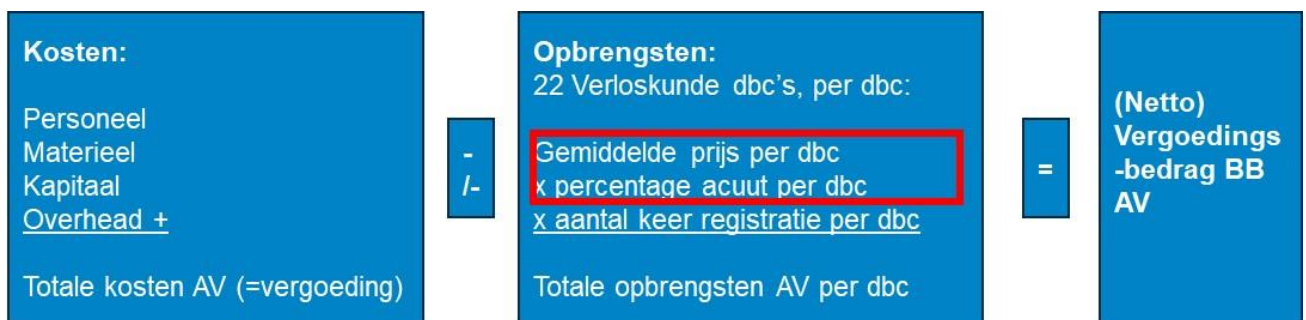 Kosten:
Personeel
Materieel
Kapitaal
Overhead +
Totale kosten AV (=vergoeding)
-
/-
Opbrengsten:
22 Verloskunde dbc's, per dbc:
Gemiddelde prijs per dbc
x percentage acuut per dbc
x aantal keer registratie per dbc
Totale opbrengsten AV per dbc
=
(Netto)
Vergoedings
-bedrag BB
AV